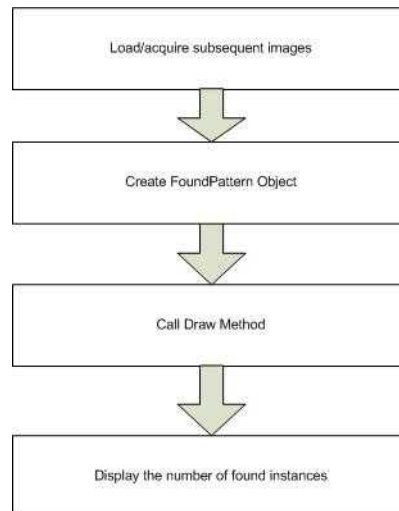 Load/acquire subsequent images
Create FoundPattern Object
Call Draw Method
Display the number of found instances